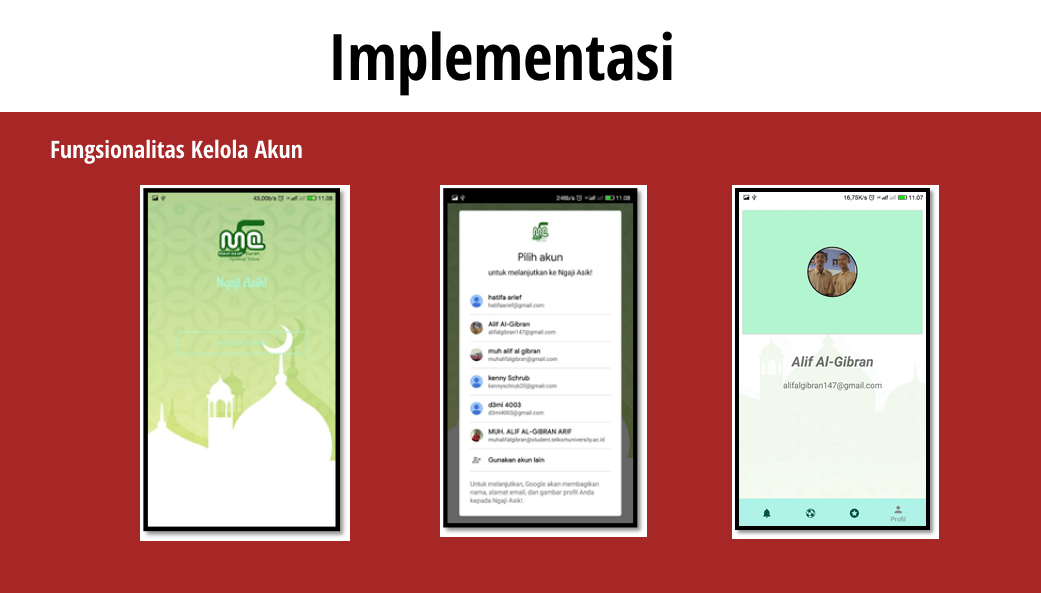 Implementasi
Fungsionalitas Kelola Akun
43,00b/s 11.08
M@
Ngaji Asik!
246b/s 11.08
M@
Pilih akun
untuk melanjutkan ke Ngaji Asik!
hatifa arief
hatifaarief@gmail.com
Alif Al-Gibran
alifalgibran147@gmail.com
muh alif al gibran
muhalifalgibran@gmail.com
kenny Schrub
kennyschrub20@gmail.com
d3mi 4003
d3mi4003@gmail.com
MUH. ALIF AL-GIBRAN ARIF
muhalifalgibran@student.telkomuniversity.ac.id
Gunakan akun lain
Untuk melanjutkan, Google akan membagikan
nama, alamat email, dan gambar profil Anda
kepada Ngaji Asik!.
16,75K/s 11.07
Alif Al-Gibran
alifalgibran147@gmail.com
Profil